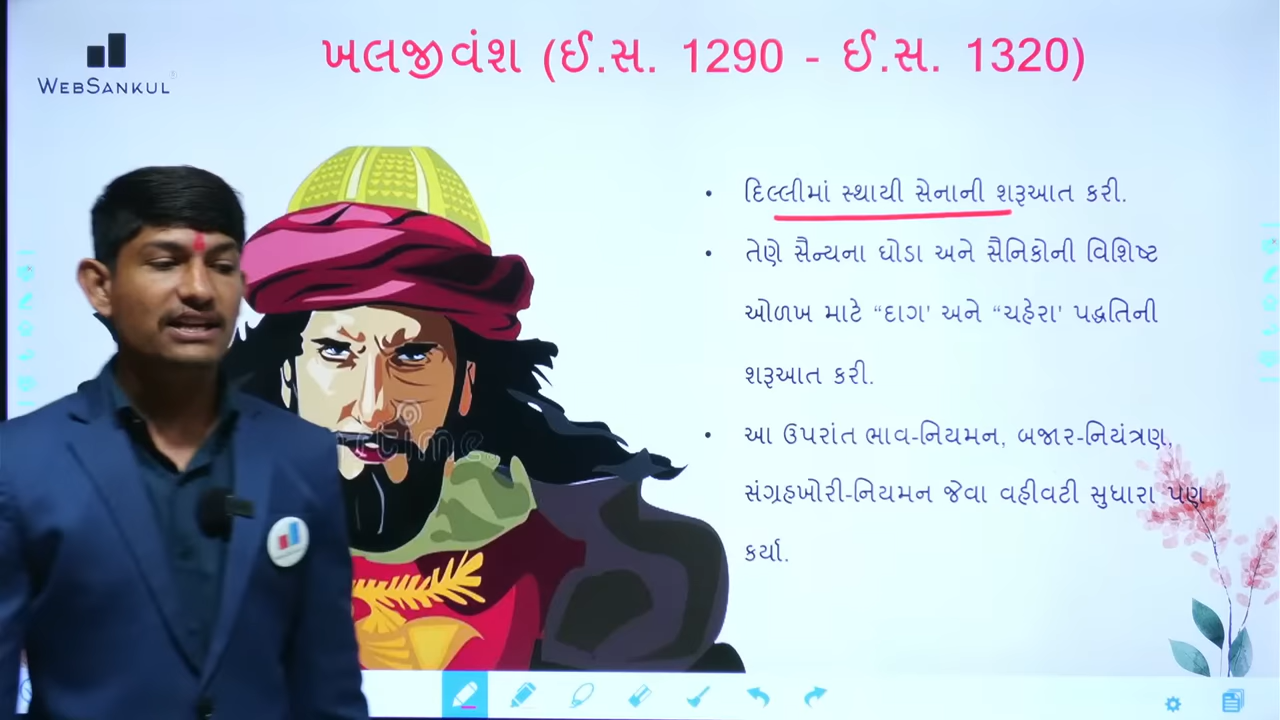 WEBSANKUL
ખલજીવંશ (ઈ.સ. 1290 - ઈ.સ. 1320)
• દિલ્લીમાં સ્થાયી સેનાની શરૂઆત કરી.
• તેણે સૈન્યના ઘોડા અને સૈનિકોની વિશિષ્ટ
ઓળખ માટે “દાગ' અને “ચહેરા' પદ્ધતિની
શરૂઆત કરી.
• આ ઉપરાંત ભાવ-નિયમન, બજાર-નિયંત્રણ,
સંગ્રહખોરી-નિયમન જેવા વહીવટી સુધારા પણ
કર્યા.